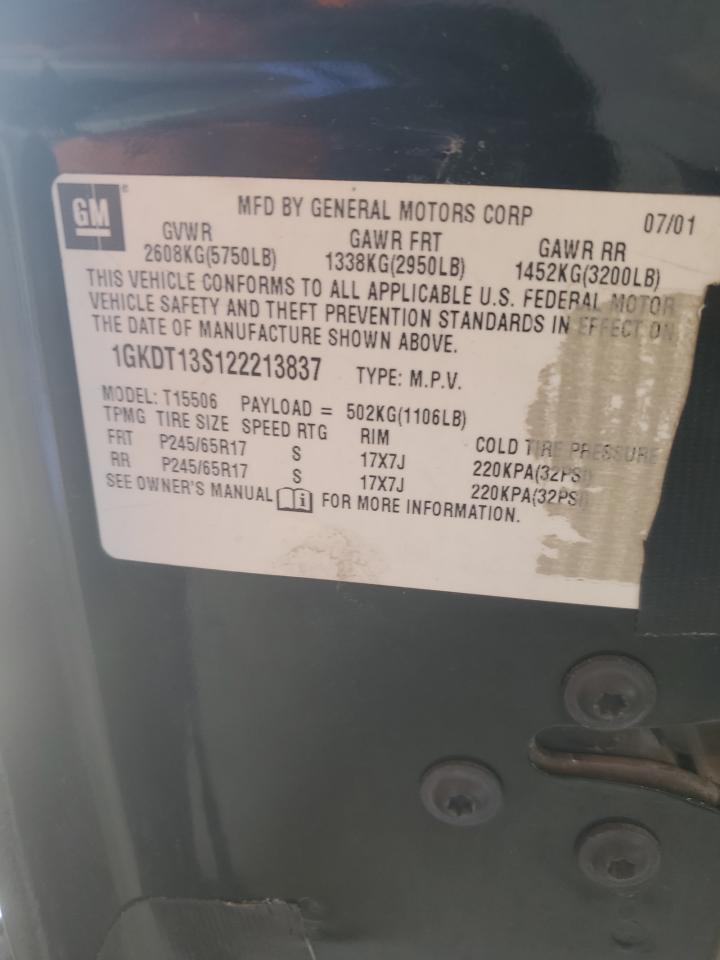 GM® MFD BY GENERAL MOTORS CORP 07/01
GVWR GAWR FRT GAWR RR
2608KG(5750LB) 1338KG(2950LB) 1452KG(3200LB)
THIS VEHICLE CONFORMS TO ALL APPLICABLE U.S. FEDERAL MOTOR
VEHICLE SAFETY AND THEFT PREVENTION STANDARDS IN EFFECT ON
THE DATE OF MANUFACTURE SHOWN ABOVE.
1GKDT13S122213837 TYPE: M.P.V.
MODEL: T15506 PAYLOAD = 502KG(1106LB)
TPMG TIRE SIZE SPEED RTG RIM COLD TIRE PRESSURE
FRT P245/65R17 S 17X7J 220KPA(32PSI)
RR P245/65R17 S 17X7J 220KPA(32PSI)
SEE OWNER'S MANUAL i FOR MORE INFORMATION.